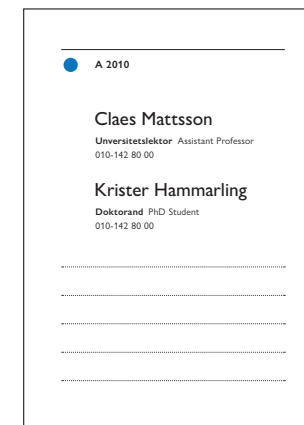 A 2010
Claes Mattsson
Unversitetslektor Assistant Professor
010-142 80 00
Krister Hammarling
Doktorand PhD Student
010-142 80 00